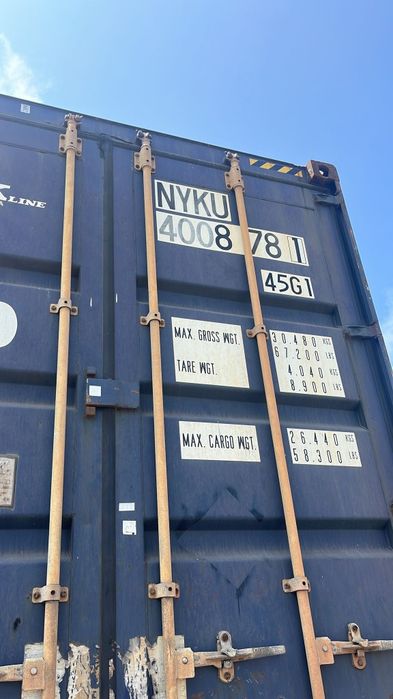 LINE
NYKU
4008781
45G1
MAX. GROSS WGT. 30.480 KGS
67.200 LBS
TARE WGT. 4.040 KGS
8.900 LBS
MAX. CARGO WGT. 26.440 KGS
58.300 LBS